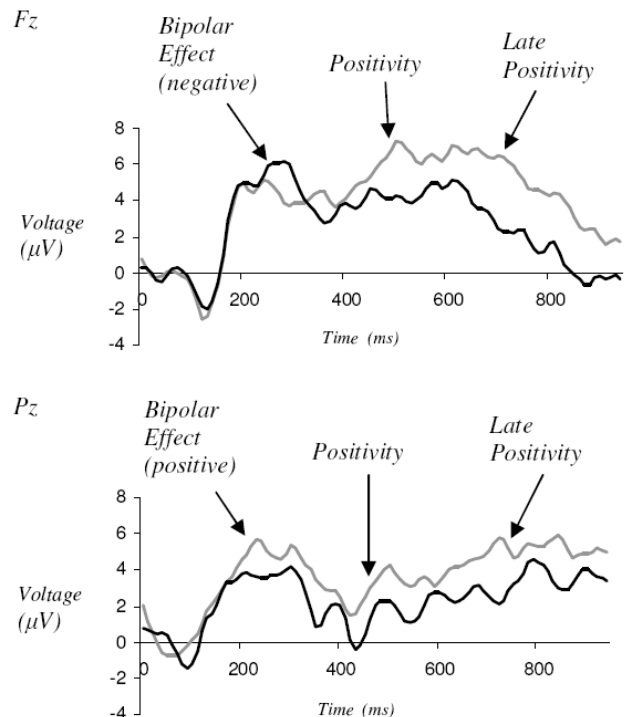 Fz
Bipolar
Effect
(negative)
Positivity
Late
Positivity
8
6
4
2
0
-2
-4
Voltage
(μV)
0
200
400
600
800
Time (ms)
Pz
Bipolar
Effect
(positive)
Positivity
Late
Positivity
8
6
4
2
0
-2
-4
Voltage
(μV)
0
200
400
600
800
Time (ms)